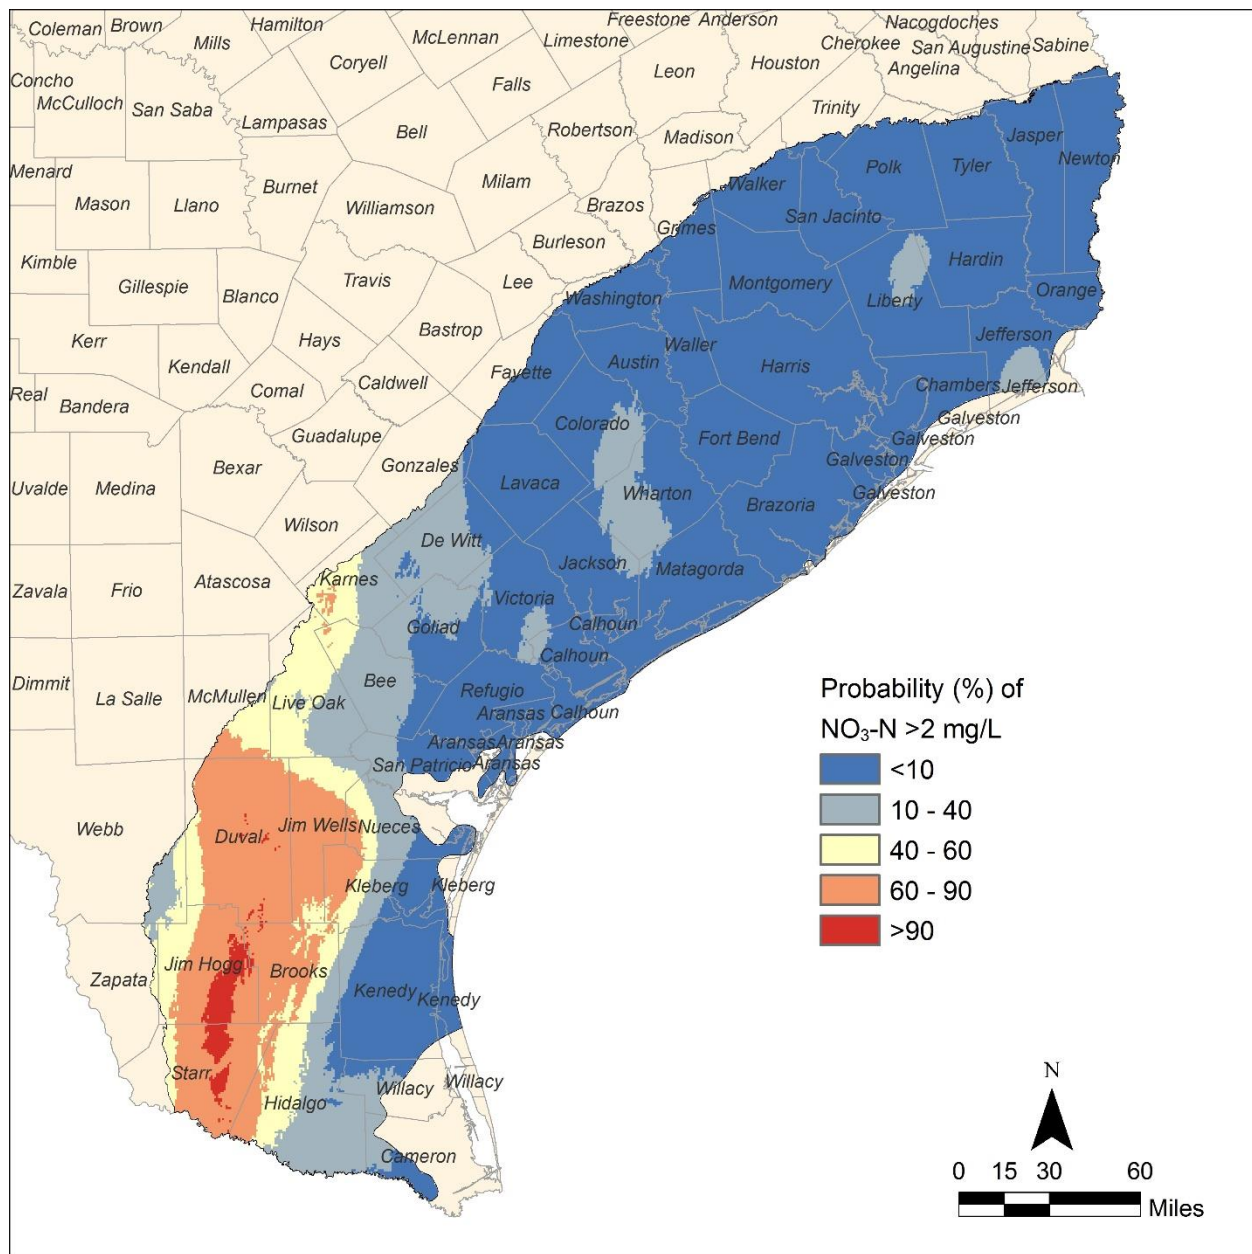 Coleman
Brown
Hamilton
Mills
McLennan
Limestone
Freestone
Anderson
Nacogdoches
Cherokee
San Augustine
Sabine
Angelina
Houston
Leon
Coryell
Falls
Concho
McCulloch
San Saba
Lampasas
Bell
Robertson
Madison
Trinity
Jasper
Newton
Polk
Tyler
Menard
Mason
Llano
Burnet
Williamson
Milam
Brazos
Walker
San Jacinto
Grimes
Burleson
Kimble
Gillespie
Blanco
Travis
Lee
Washington
Montgomery
Liberty
Hardin
Orange
Kerr
Kendall
Hays
Bastrop
Fayette
Austin
Waller
Harris
Jefferson
Chambers
Jefferson
Real
Bandera
Comal
Caldwell
Guadalupe
Gonzales
Colorado
Fort Bend
Galveston
Galveston
Galveston
Galveston
Uvalde
Medina
Bexar
Wilson
Lavaca
Wharton
Brazoria
De Witt
Jackson
Matagorda
Zavala
Frio
Atascosa
Karnes
Victoria
Goliad
Calhoun
Calhoun
Calhoun
Dimmit
La Salle
McMullen
Live Oak
Bee
Refugio
Aransas
Aransas
Aransas
Aransas
San Patricio
Webb
Duval
Jim Wells
Nueces
Kleberg
Kleberg
Zapata
Jim Hogg
Brooks
Kenedy
Kenedy
Starr
Hidalgo
Willacy
Willacy
Cameron
Probability (%) of
NO₃-N >2 mg/L
<10
10 - 40
40 - 60
60 - 90
>90
N
0 15 30 60
Miles